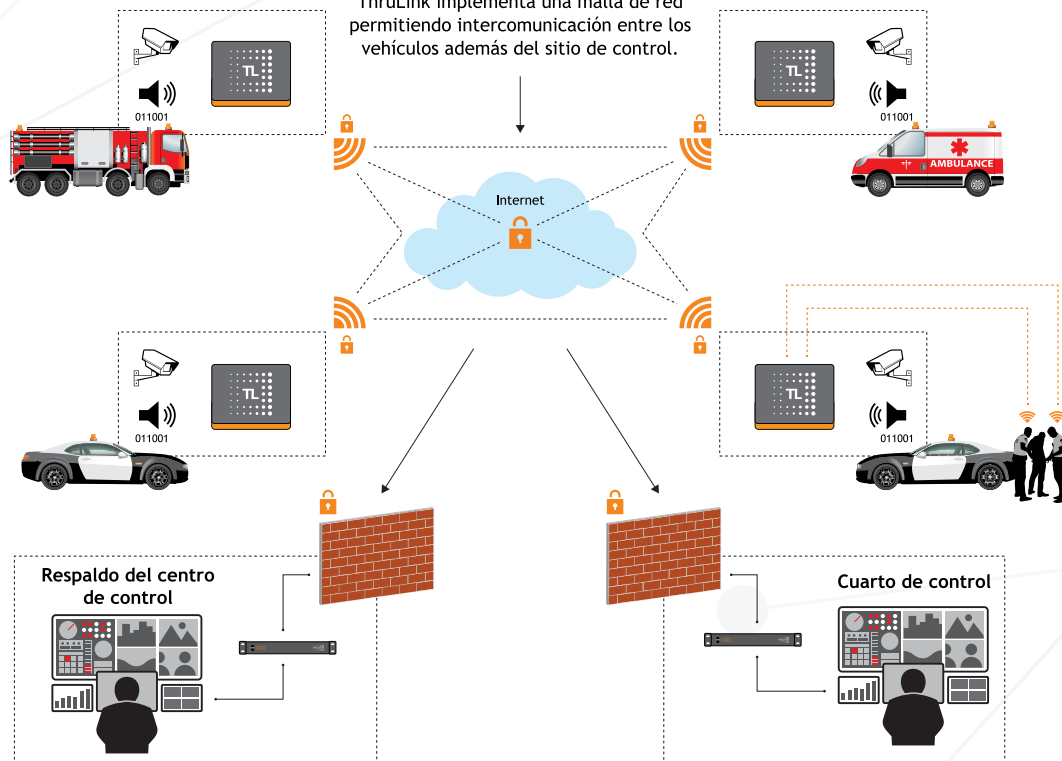 ThruLink implementa una malla de red
permitiendo intercomunicación entre los
vehículos además del sitio de control.
TL
011001
TL
011001
AMBULANCE
Internet
TL
011001
TL
011001
Respaldo del centro
de control
Cuarto de control